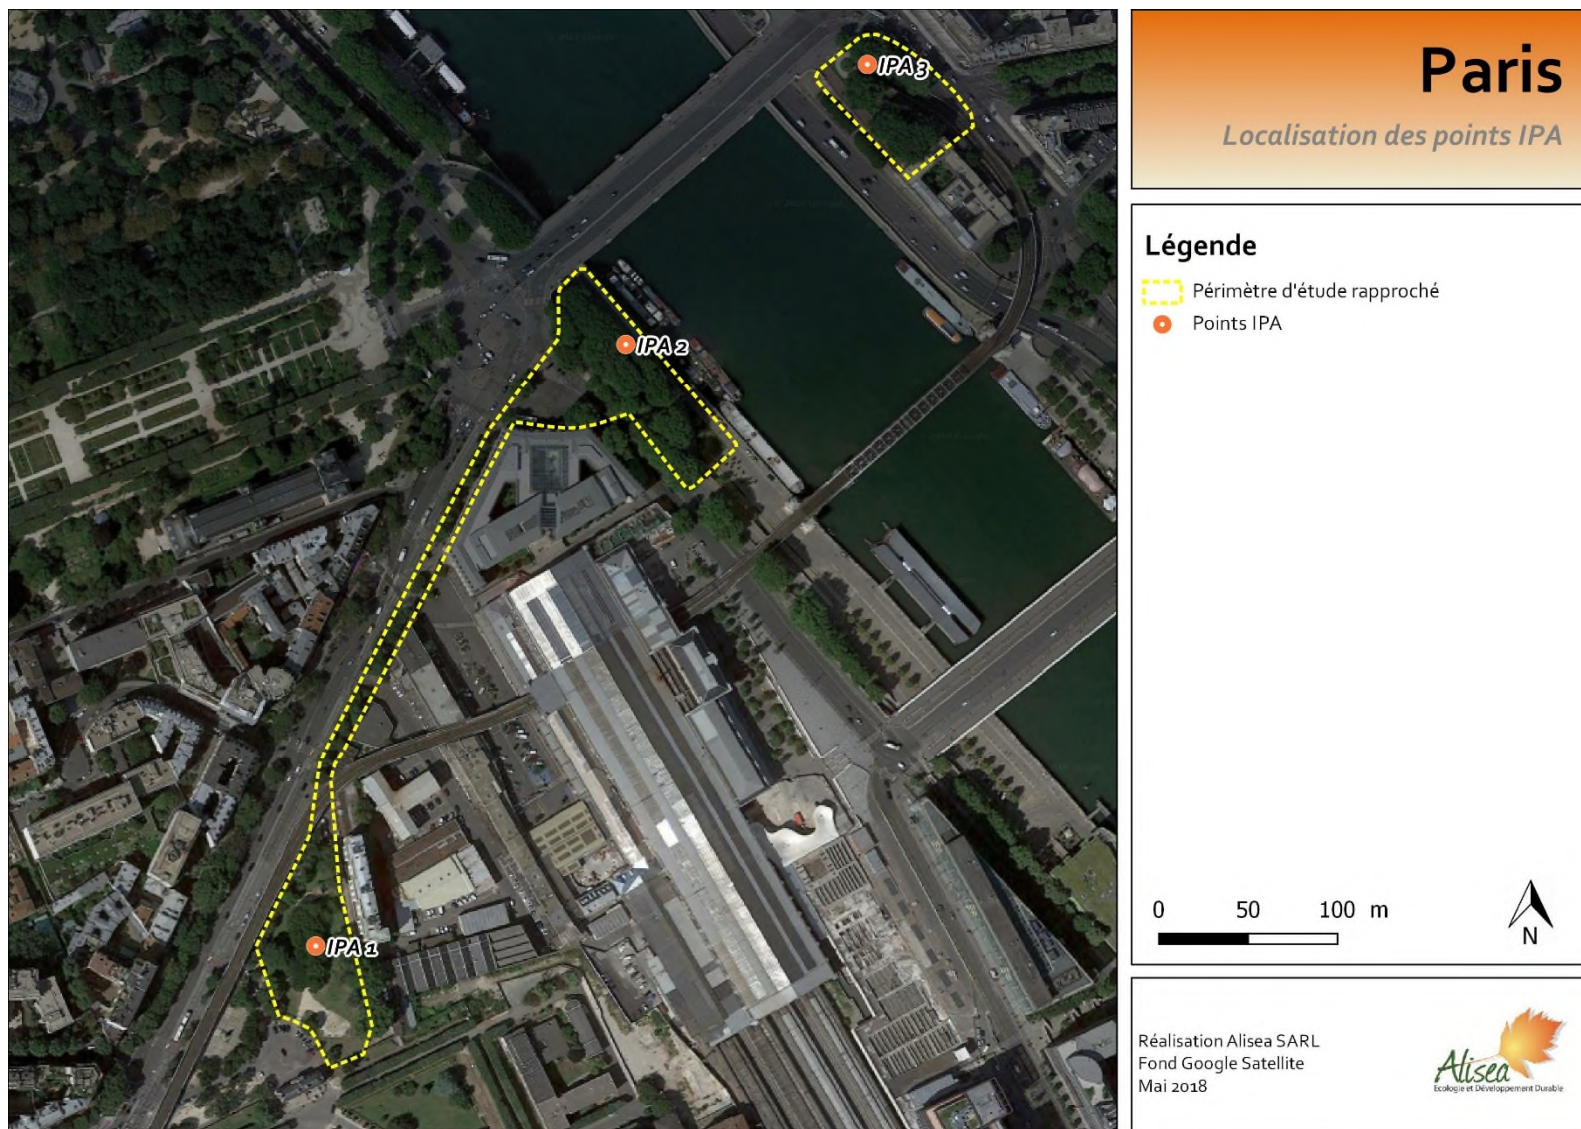 IPA 3
IPA 2
IPA 1
Paris
Localisation des points IPA
Légende
Périmètre d'étude rapproché
Points IPA
0 50 100 m
N
Réalisation Alisea SARL
Fond Google Satellite
Mai 2018
Alisea
Ecologie et Développement Durable